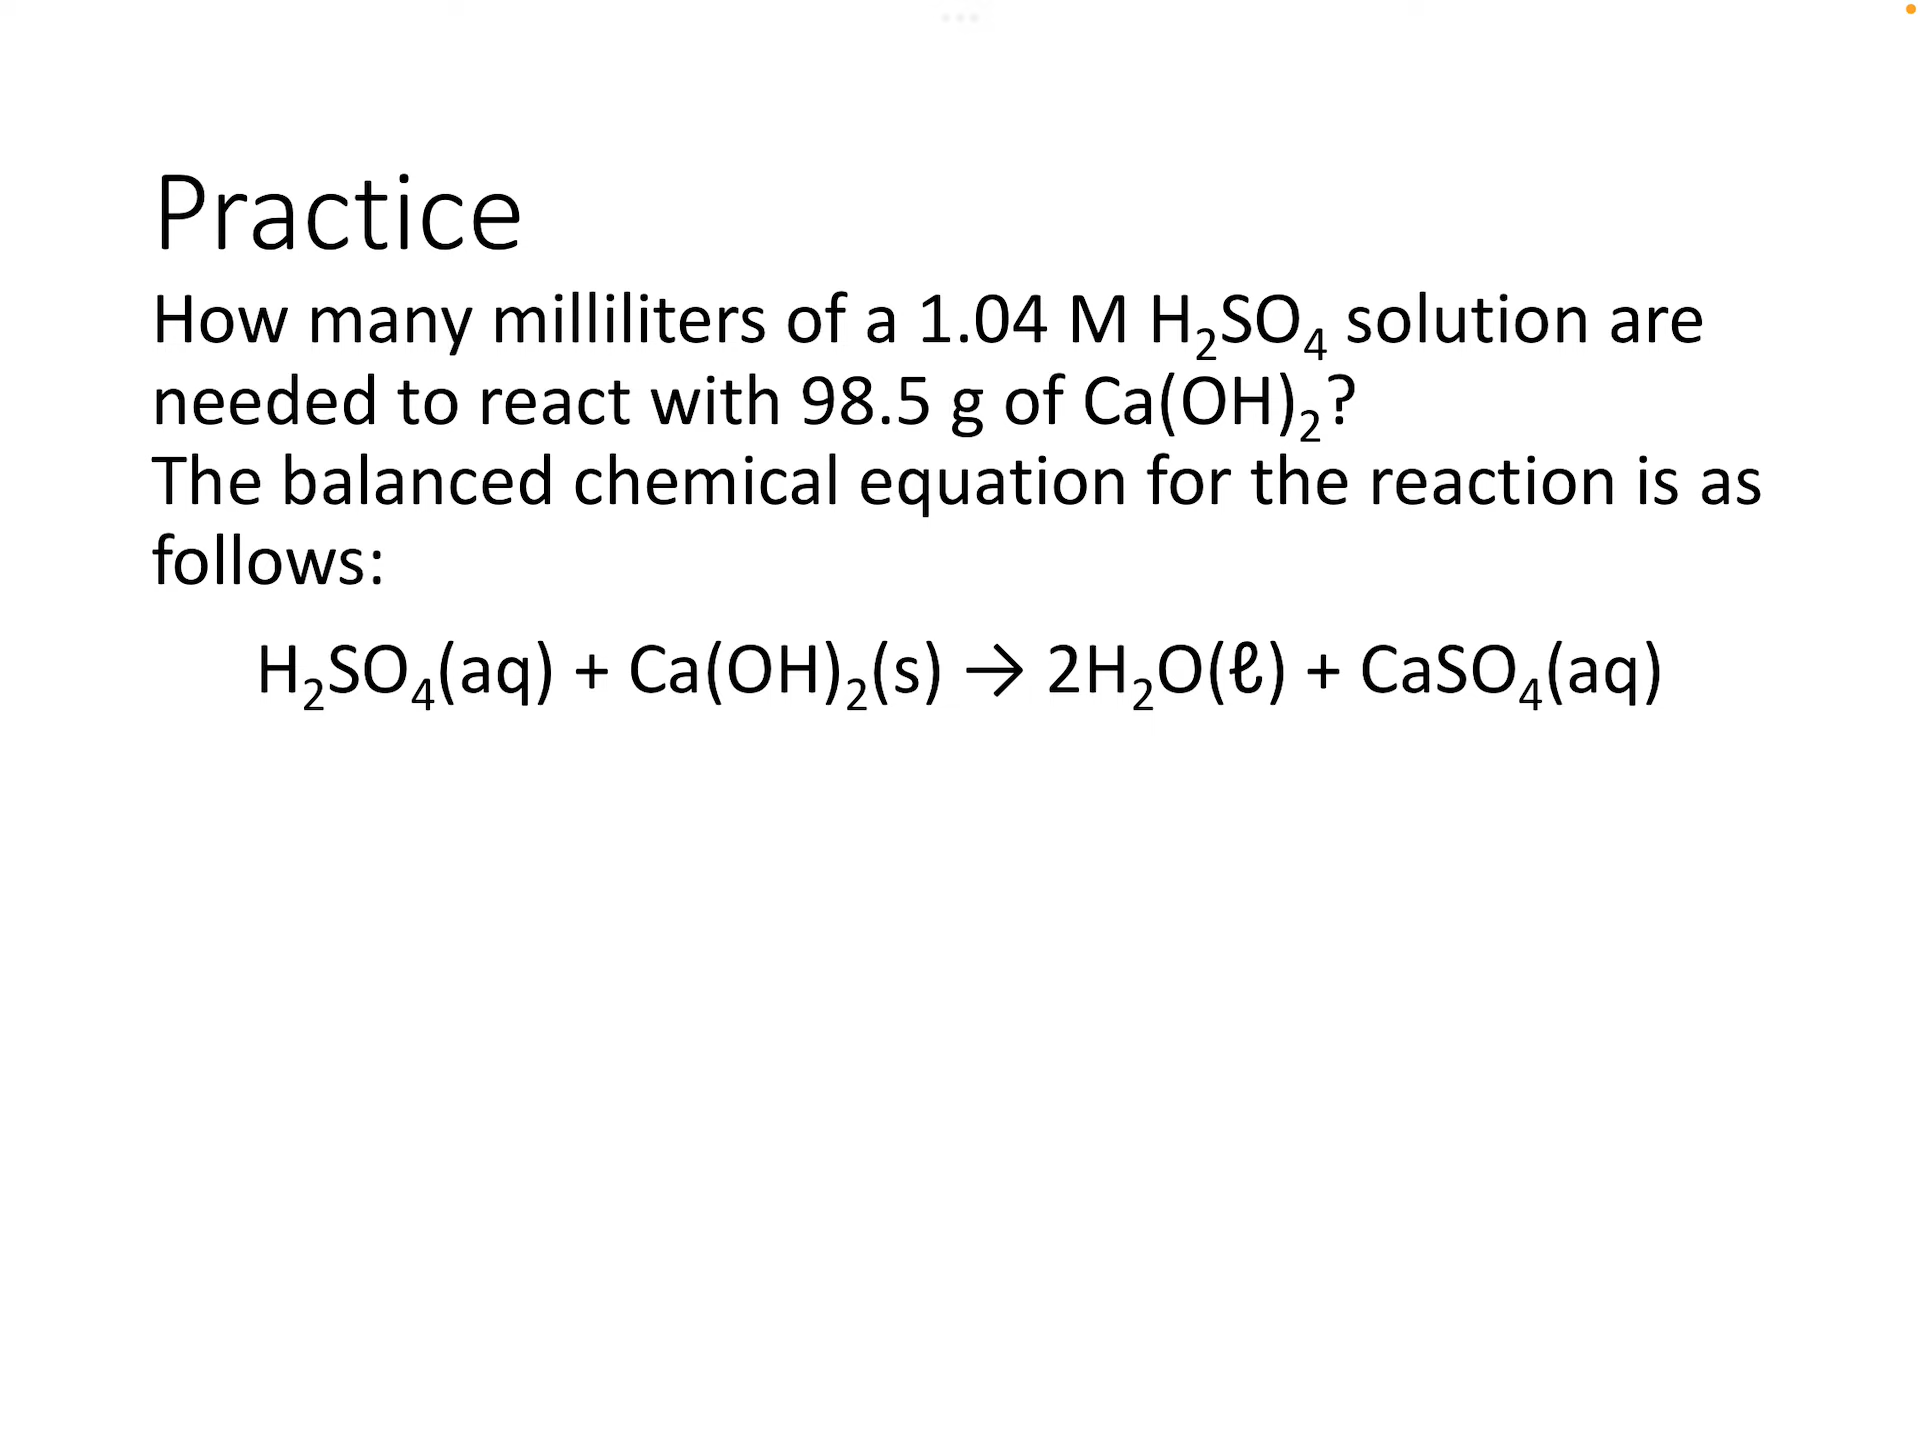 Practice
How many milliliters of a 1.04 M H₂SO₄ solution are
needed to react with 98.5 g of Ca(OH)₂?
The balanced chemical equation for the reaction is as
follows:
H₂SO₄(aq) + Ca(OH)₂(s) → 2H₂O(ℓ) + CaSO₄(aq)